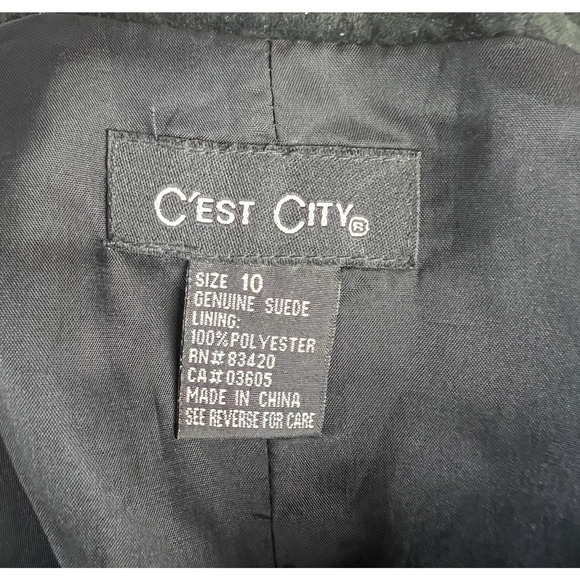 C'EST CITY®
SIZE 10
GENUINE SUEDE
LINING:
100% POLYESTER
RN# 83420
CA# 03605
MADE IN CHINA
SEE REVERSE FOR CARE